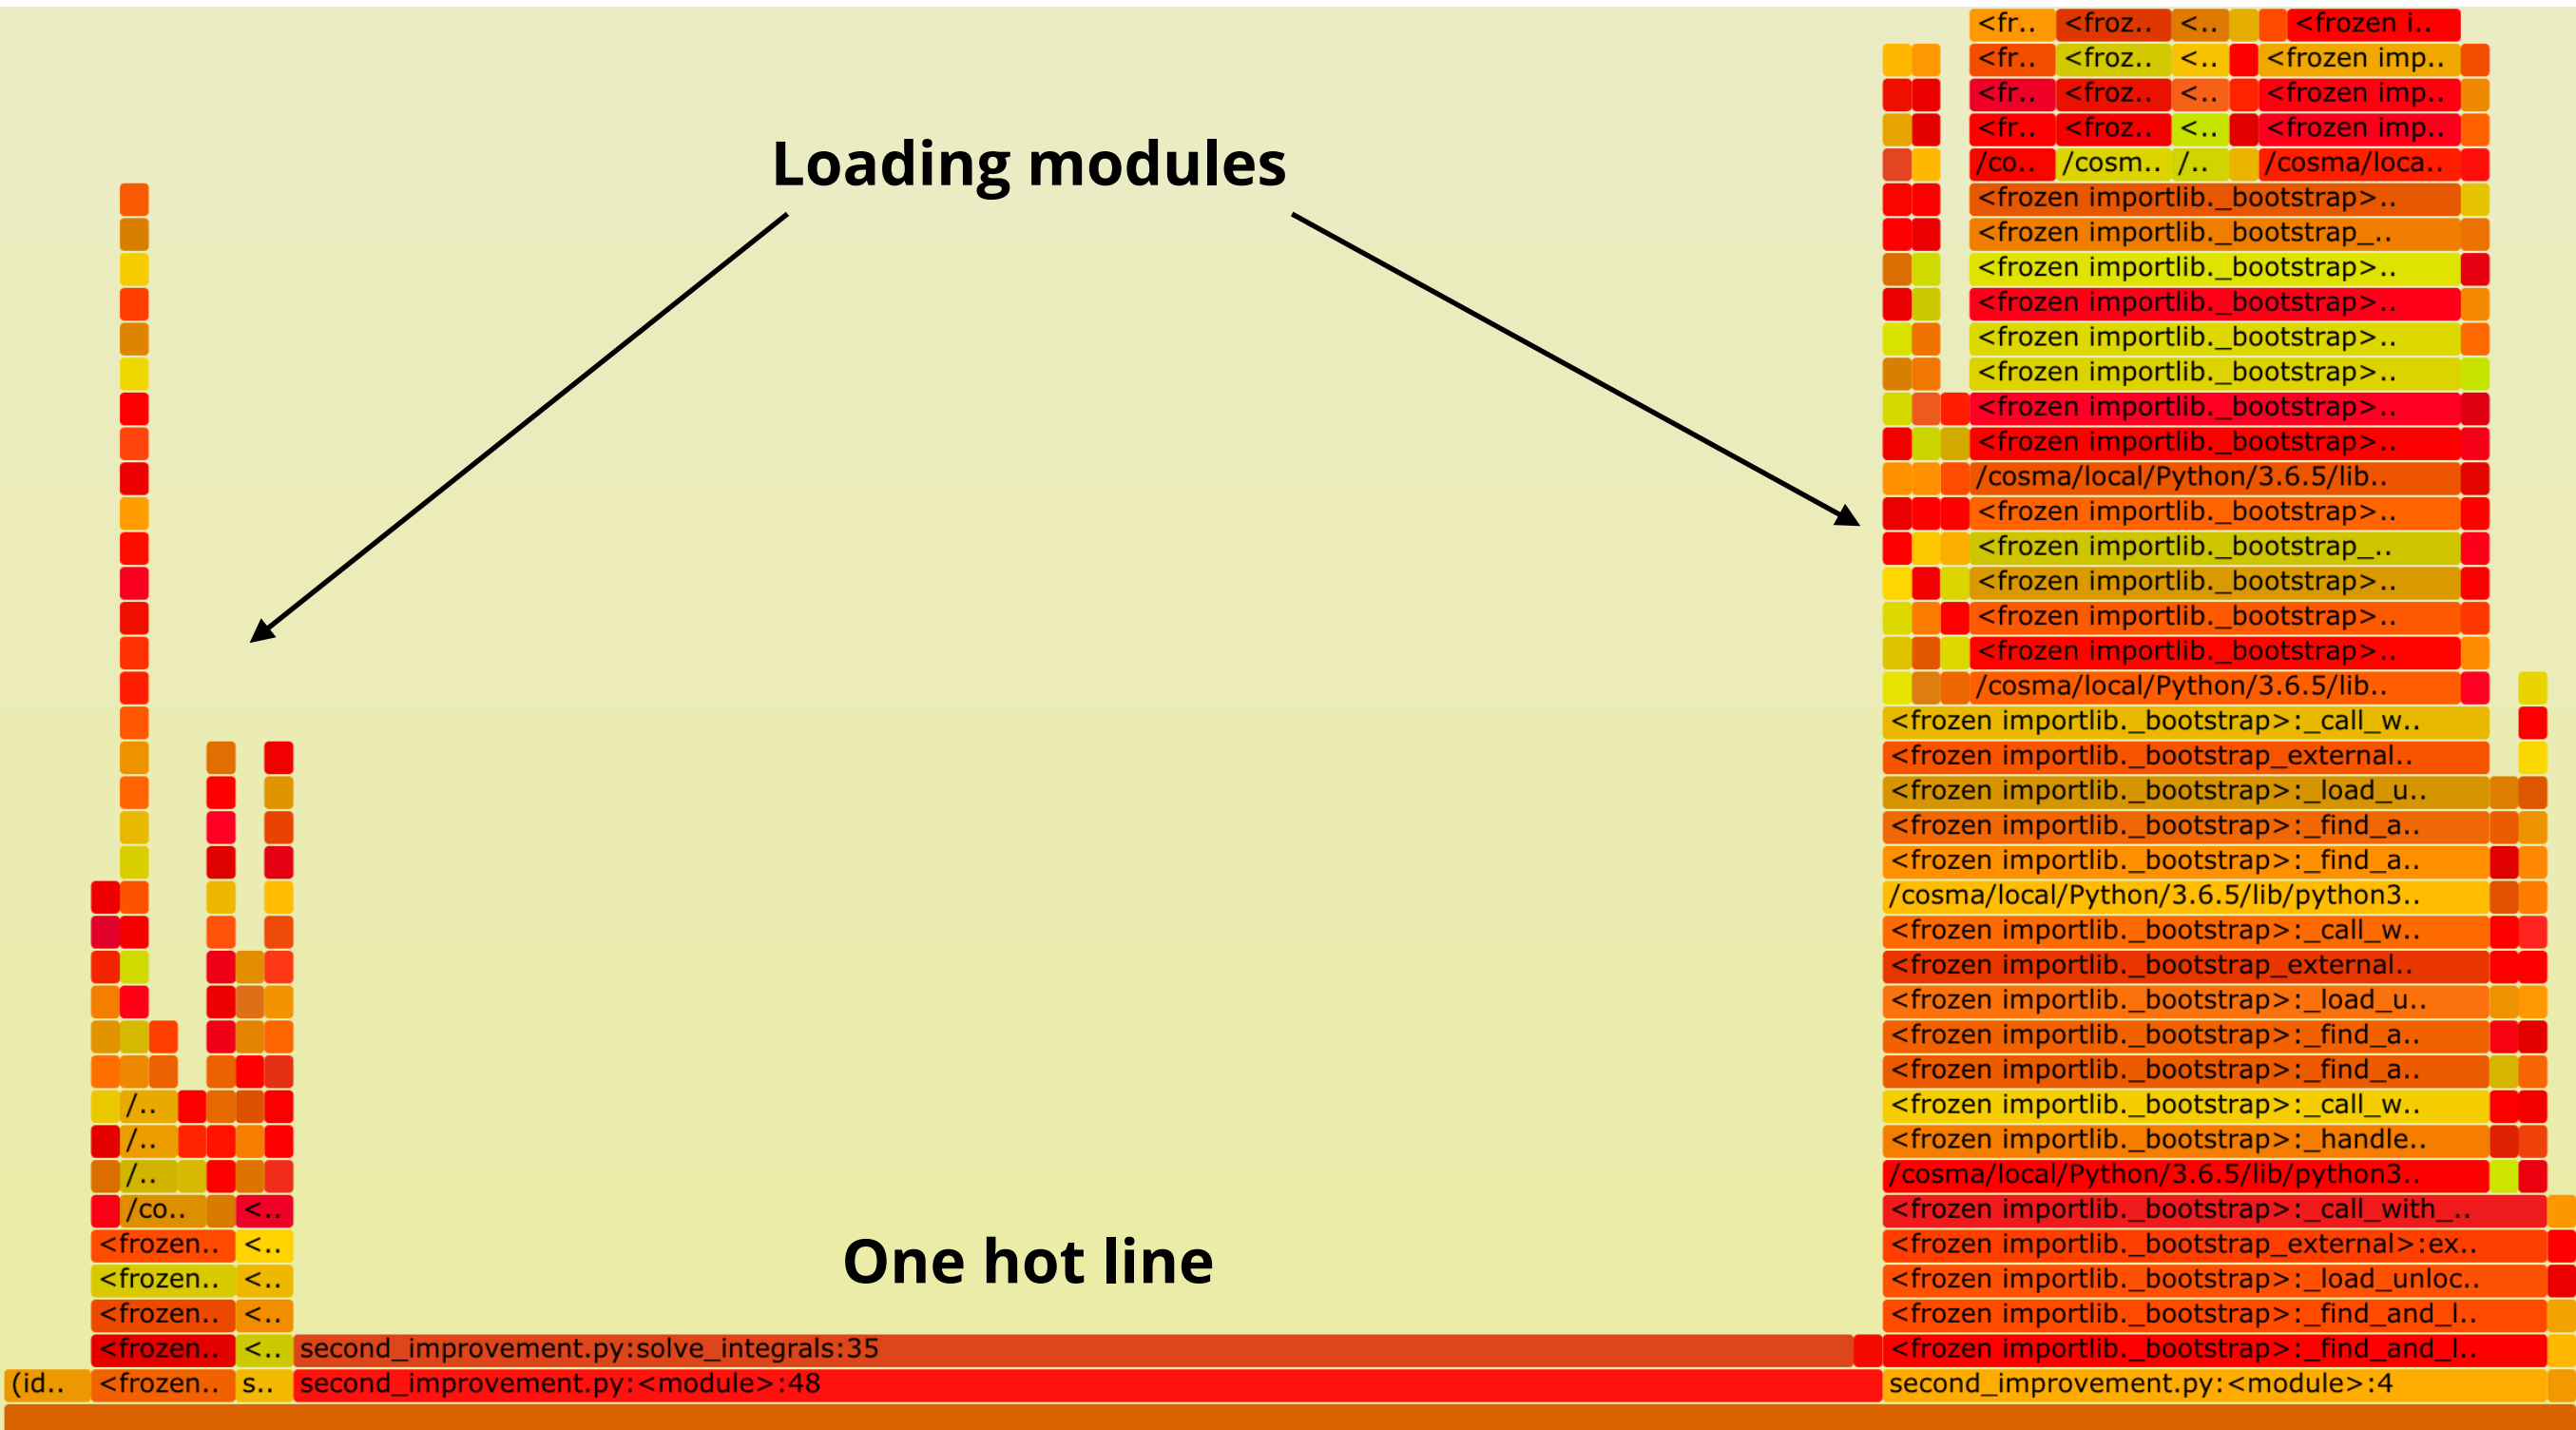 <fr.. <froz.. <.. <frozen i..
<fr.. <froz.. <.. <frozen imp..
<fr.. <froz.. <.. <frozen imp..
<fr.. <froz.. <.. <frozen imp..
Loading modules
/co.. /cosm.. /.. /cosma/loca..
<frozen importlib._bootstrap>..
<frozen importlib._bootstrap_..
<frozen importlib._bootstrap>..
<frozen importlib._bootstrap>..
<frozen importlib._bootstrap>..
<frozen importlib._bootstrap>..
<frozen importlib._bootstrap>..
<frozen importlib._bootstrap>..
/cosma/local/Python/3.6.5/lib..
<frozen importlib._bootstrap>..
<frozen importlib._bootstrap_..
<frozen importlib._bootstrap>..
<frozen importlib._bootstrap>..
<frozen importlib._bootstrap>..
/cosma/local/Python/3.6.5/lib..
<frozen importlib._bootstrap>:_call_w..
<frozen importlib._bootstrap_external..
<frozen importlib._bootstrap>:_load_u..
<frozen importlib._bootstrap>:_find_a..
<frozen importlib._bootstrap>:_find_a..
/cosma/local/Python/3.6.5/lib/python3..
<frozen importlib._bootstrap>:_call_w..
<frozen importlib._bootstrap_external..
<frozen importlib._bootstrap>:_load_u..
<frozen importlib._bootstrap>:_find_a..
<frozen importlib._bootstrap>:_find_a..
/.. <frozen importlib._bootstrap>:_call_w..
/.. <frozen importlib._bootstrap>:_handle..
/.. /cosma/local/Python/3.6.5/lib/python3..
/co.. <.. <frozen importlib._bootstrap>:_call_with_..
<frozen.. <.. <frozen importlib._bootstrap_external>:ex..
One hot line
<frozen.. <.. <frozen importlib._bootstrap>:_load_unloc..
<frozen.. <.. <frozen importlib._bootstrap>:_find_and_l..
<frozen.. <.. second_improvement.py:solve_integrals:35 <frozen importlib._bootstrap>:_find_and_l..
(id.. <frozen.. s.. second_improvement.py:<module>:48 second_improvement.py:<module>:4